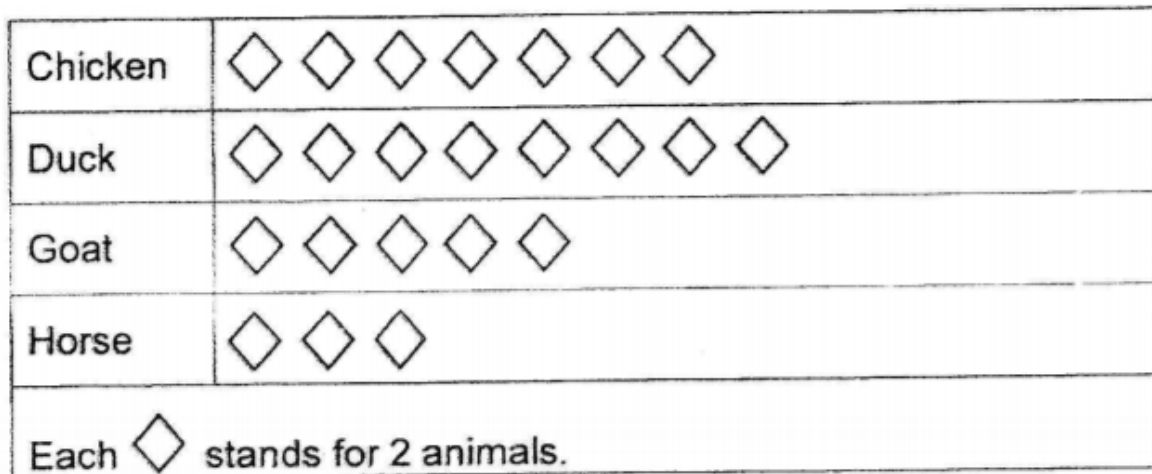 Chicken
Duck
Goat
Horse
Each stands for 2 animals.